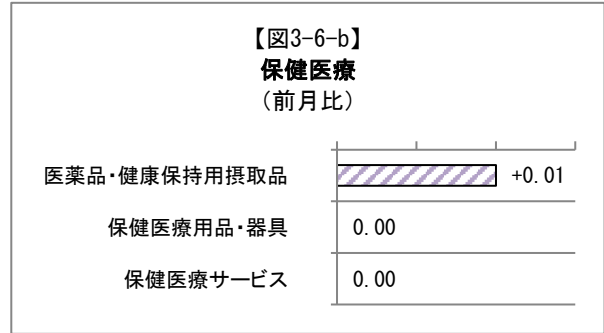 【図3-6-b】
保健医療
(前月比)
医薬品・健康保持用摂取品 +0.01
保健医療用品・器具 0.00
保健医療サービス 0.00